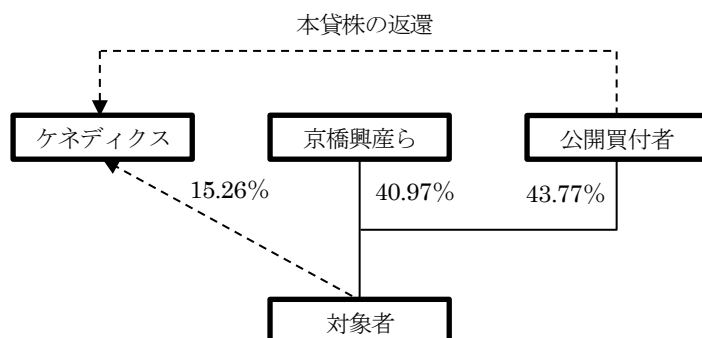 本貸株の返還
ケネディクス
京橋興産ら
公開買付者
15.26%
40.97%
43.77%
対象者